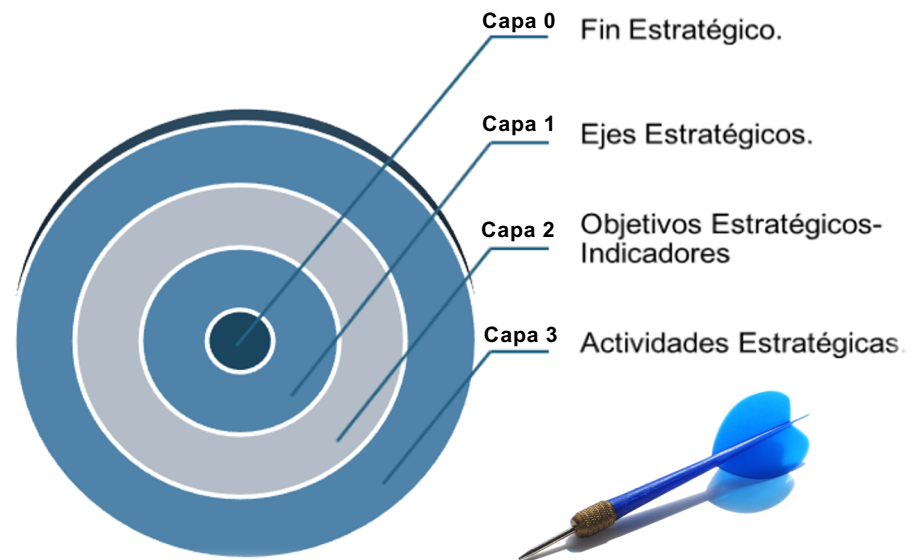 Capa 0
Fin Estratégico.
Capa 1
Ejes Estratégicos.
Capa 2
Objetivos Estratégicos-
Indicadores
Capa 3
Actividades Estratégicas.